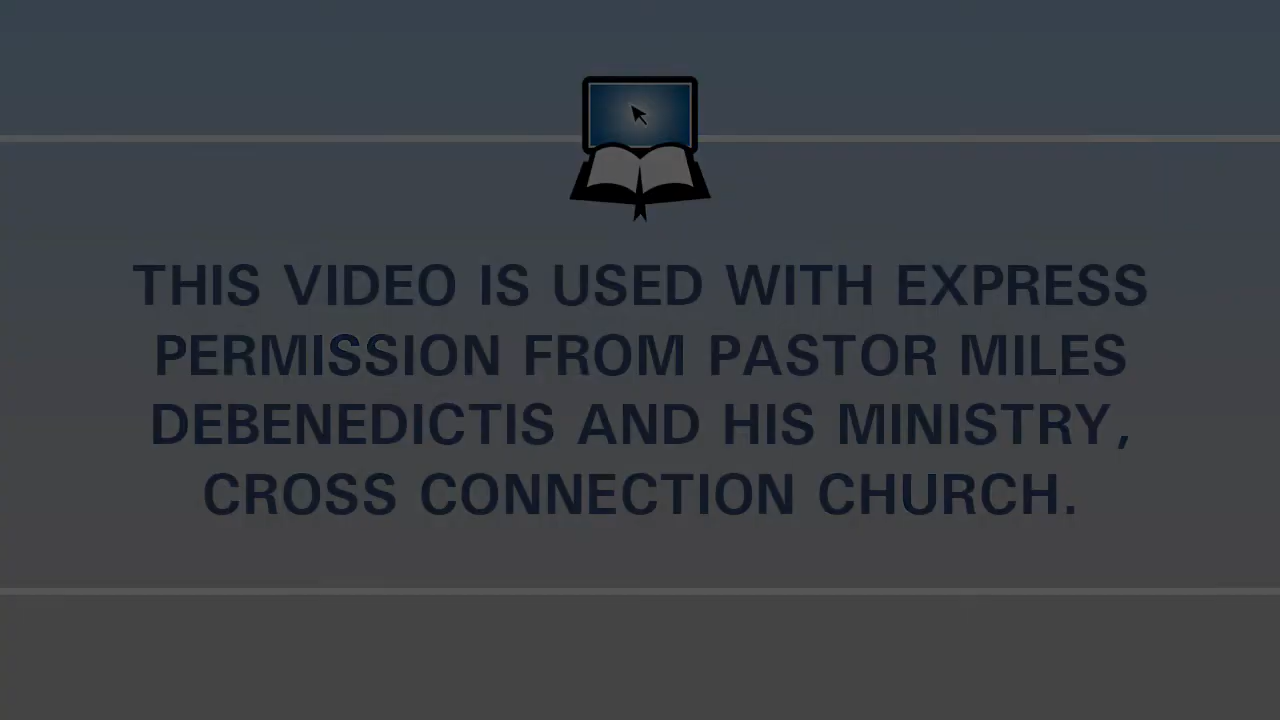 THIS VIDEO IS USED WITH EXPRESS
PERMISSION FROM PASTOR MILES
DEBENEDICTIS AND HIS MINISTRY,
CROSS CONNECTION CHURCH.